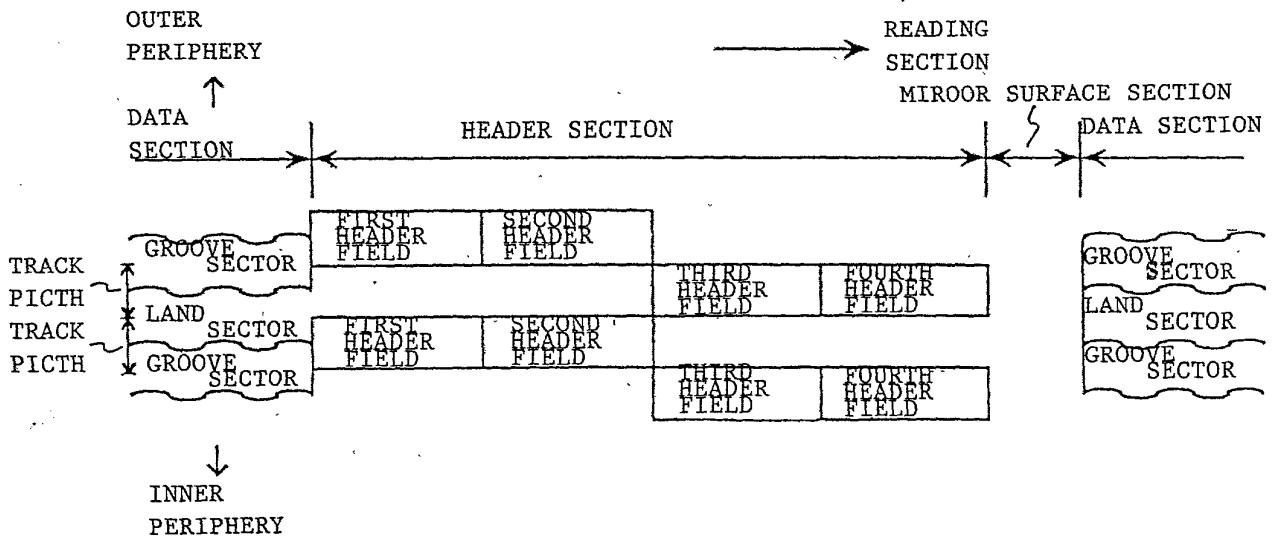 OUTER
PERIPHERY
READING
SECTION
MIROOR SURFACE SECTION
DATA
SECTION
HEADER SECTION
DATA SECTION
FIRST
HEADER
FIELD
SECOND
HEADER
FIELD
GROOVE
SECTOR
TRACK
PICTH
THIRD
HEADER
FIELD
FOURTH
HEADER
FIELD
GROOVE
SECTOR
LAND
SECTOR
LAND
SECTOR
TRACK
PICTH
FIRST
HEADER
FIELD
SECOND
HEADER
FIELD
GROOVE
SECTOR
THIRD
HEADER
FIELD
FOURTH
HEADER
FIELD
GROOVE
SECTOR
INNER
PERIPHERY